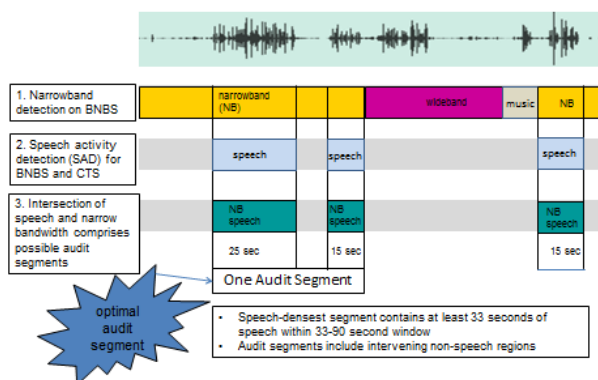 1. Narrowband
detection on BNBS
narrowband
(NB)
wideband
music
NB
2. Speech activity
detection (SAD) for
BNBS and CTS
speech
speech
speech
3. Intersection of
speech and narrow
bandwidth comprises
possible audit
segments
NB
speech
NB
speech
NB
speech
25 sec
15 sec
15 sec
One Audit Segment
optimal
audit
segment
• Speech-densest segment contains at least 33 seconds of
speech within 33-90 second window
• Audit segments include intervening non-speech regions